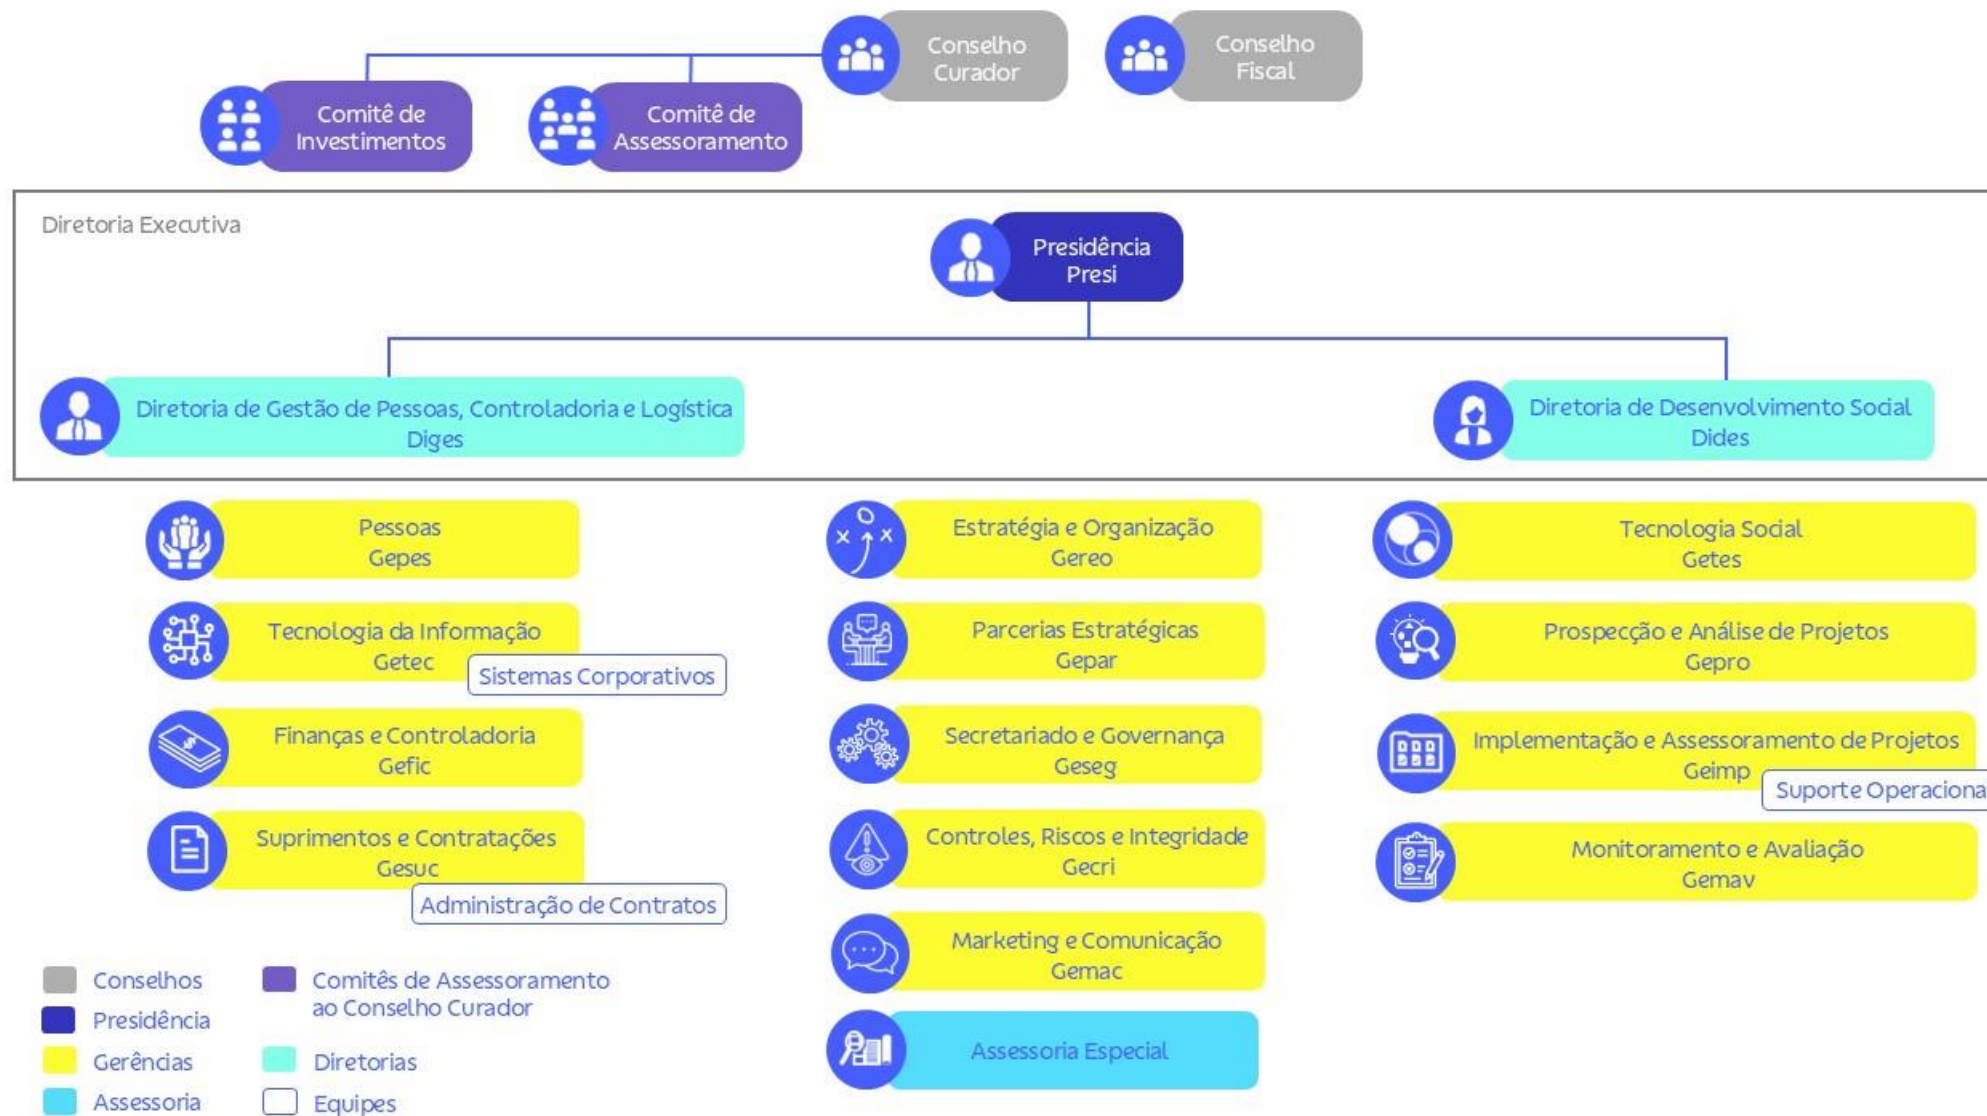 Conselho
Curador
Conselho
Fiscal
Comitê de
Investimentos
Comitê de
Assessoramento
Diretoria Executiva
Presidência
Presi
Diretoria de Gestão de Pessoas, Controladoria e Logística
Diges
Diretoria de Desenvolvimento Social
Dides
Pessoas
Gepes
Tecnologia da Informação
Getec
Sistemas Corporativos
Finanças e Controladoria
Gefic
Suprimentos e Contratações
Gesuc
Administração de Contratos
Estratégia e Organização
Gereo
Parcerias Estratégicas
Gepar
Secretariado e Governança
Geseg
Controles, Riscos e Integridade
Gecri
Marketing e Comunicação
Gemac
Assessoria Especial
Tecnologia Social
Getes
Prospecção e Análise de Projetos
Gepro
Implementação e Assessoramento de Projetos
Geimp
Suporte Operaciona
Monitoramento e Avaliação
Gemav
Conselhos
Presidência
Gerências
Assessoria
Comitês de Assessoramento
ao Conselho Curador
Diretorias
Equipes